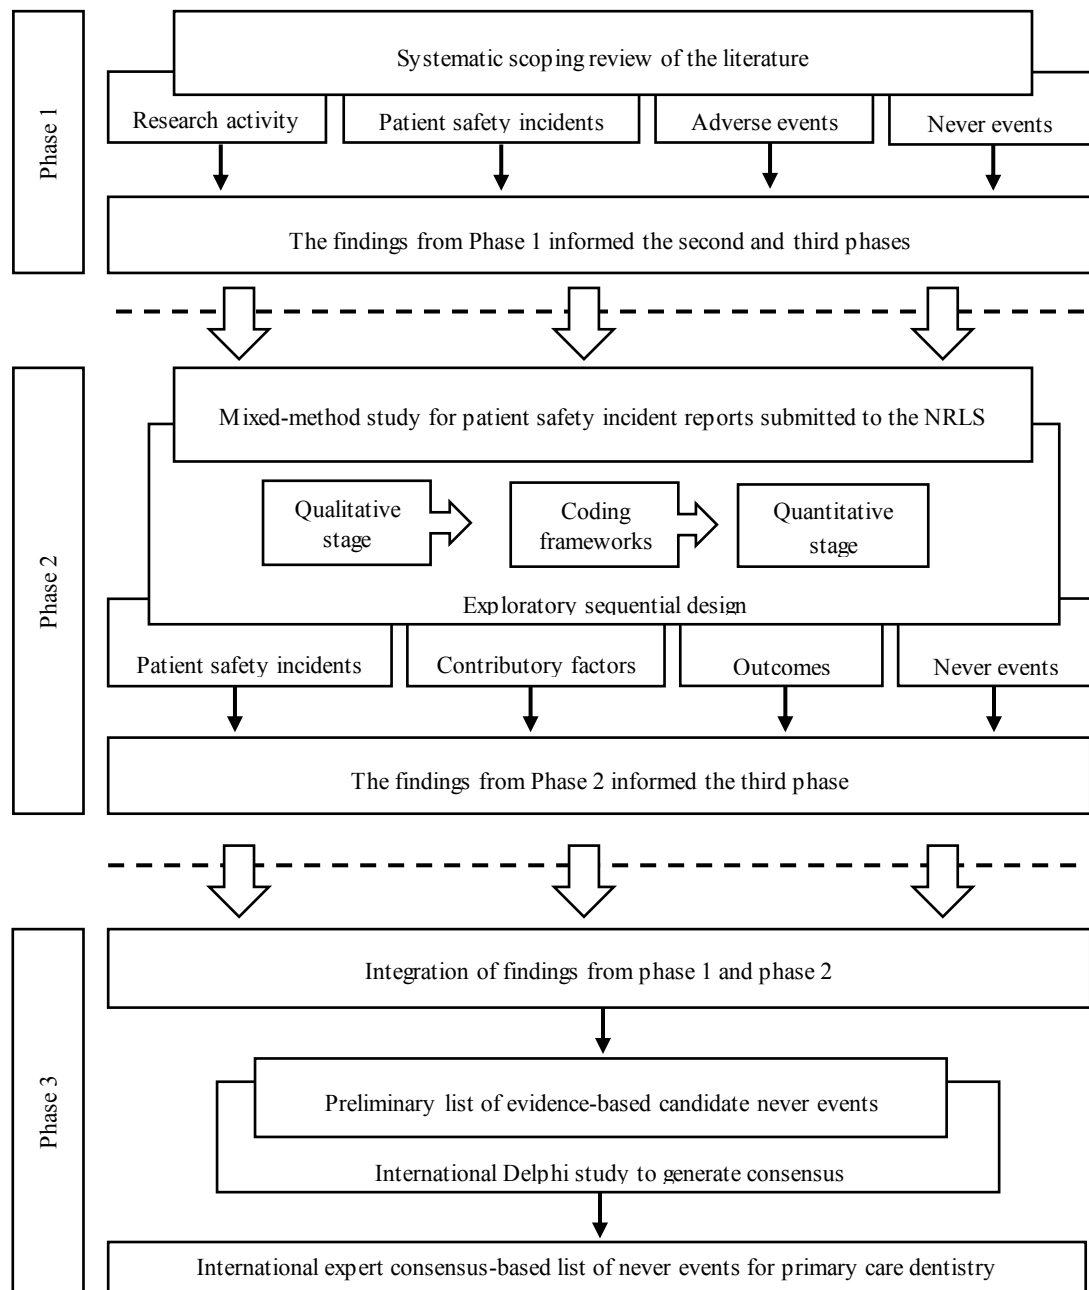 Phase 1
Systematic scoping review of the literature
Research activity
Patient safety incidents
Adverse events
Never events
The findings from Phase 1 informed the second and third phases
Phase 2
Mixed-method study for patient safety incident reports submitted to the NRLS
Qualitative
stage
Coding
frameworks
Quantitative
stage
Exploratory sequential design
Patient safety incidents
Contributory factors
Outcomes
Never events
The findings from Phase 2 informed the third phase
Phase 3
Integration of findings from phase 1 and phase 2
Preliminary list of evidence-based candidate never events
International Delphi study to generate consensus
International expert consensus-based list of never events for primary care dentistry